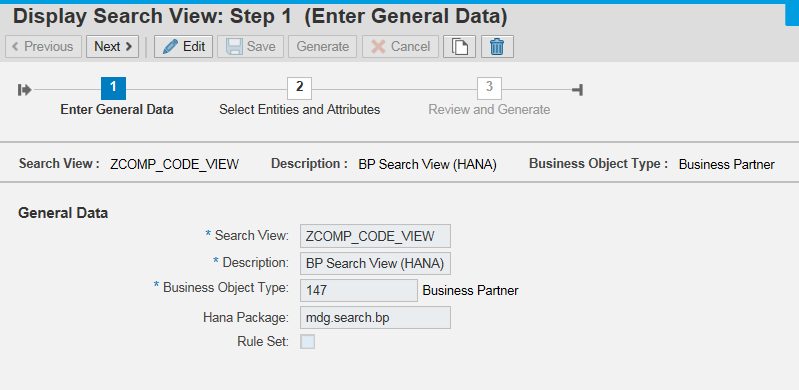 Display Search View: Step 1 (Enter General Data)
Previous Next Edit Save Generate Cancel
1 2 3
Enter General Data Select Entities and Attributes Review and Generate
Search View : ZCOMP_CODE_VIEW Description : BP Search View (HANA) Business Object Type : Business Partner
General Data
* Search View: ZCOMP_CODE_VIEW
* Description: BP Search View (HANA)
* Business Object Type: 147 Business Partner
Hana Package: mdg.search.bp
Rule Set: